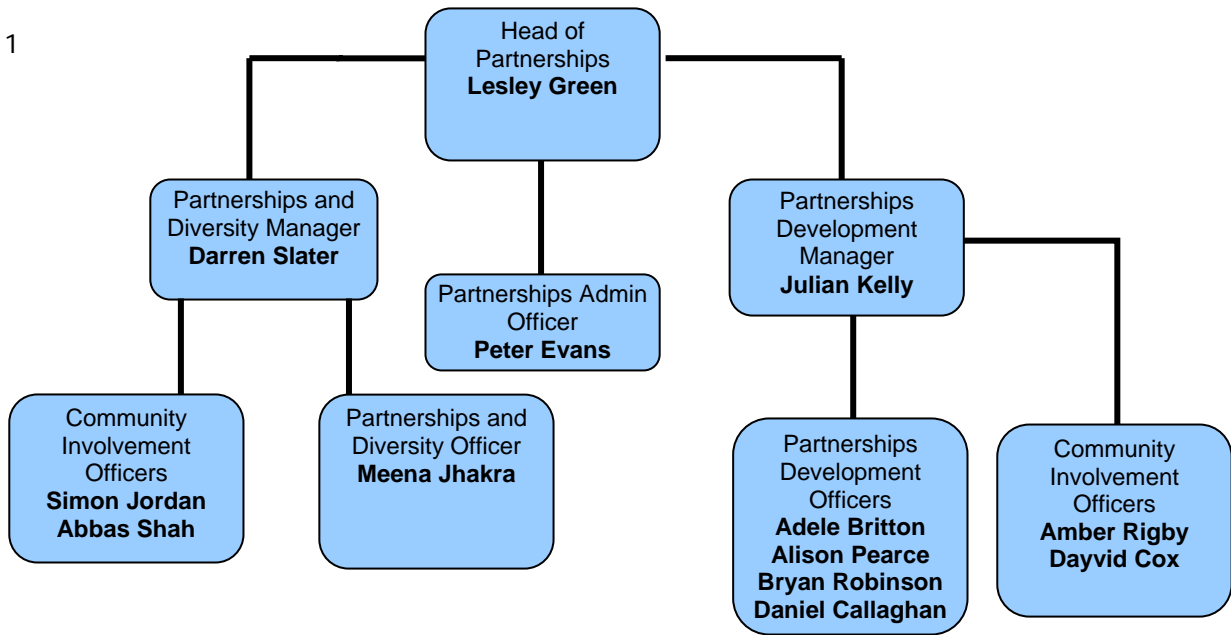 1
Head of
Partnerships
Lesley Green
Partnerships and
Diversity Manager
Darren Slater
Partnerships Admin
Officer
Peter Evans
Partnerships
Development
Manager
Julian Kelly
Community
Involvement
Officers
Simon Jordan
Abbas Shah
Partnerships and
Diversity Officer
Meena Jhakra
Partnerships
Development
Officers
Adele Britton
Alison Pearce
Bryan Robinson
Daniel Callaghan
Community
Involvement
Officers
Amber Rigby
Dayvid Cox